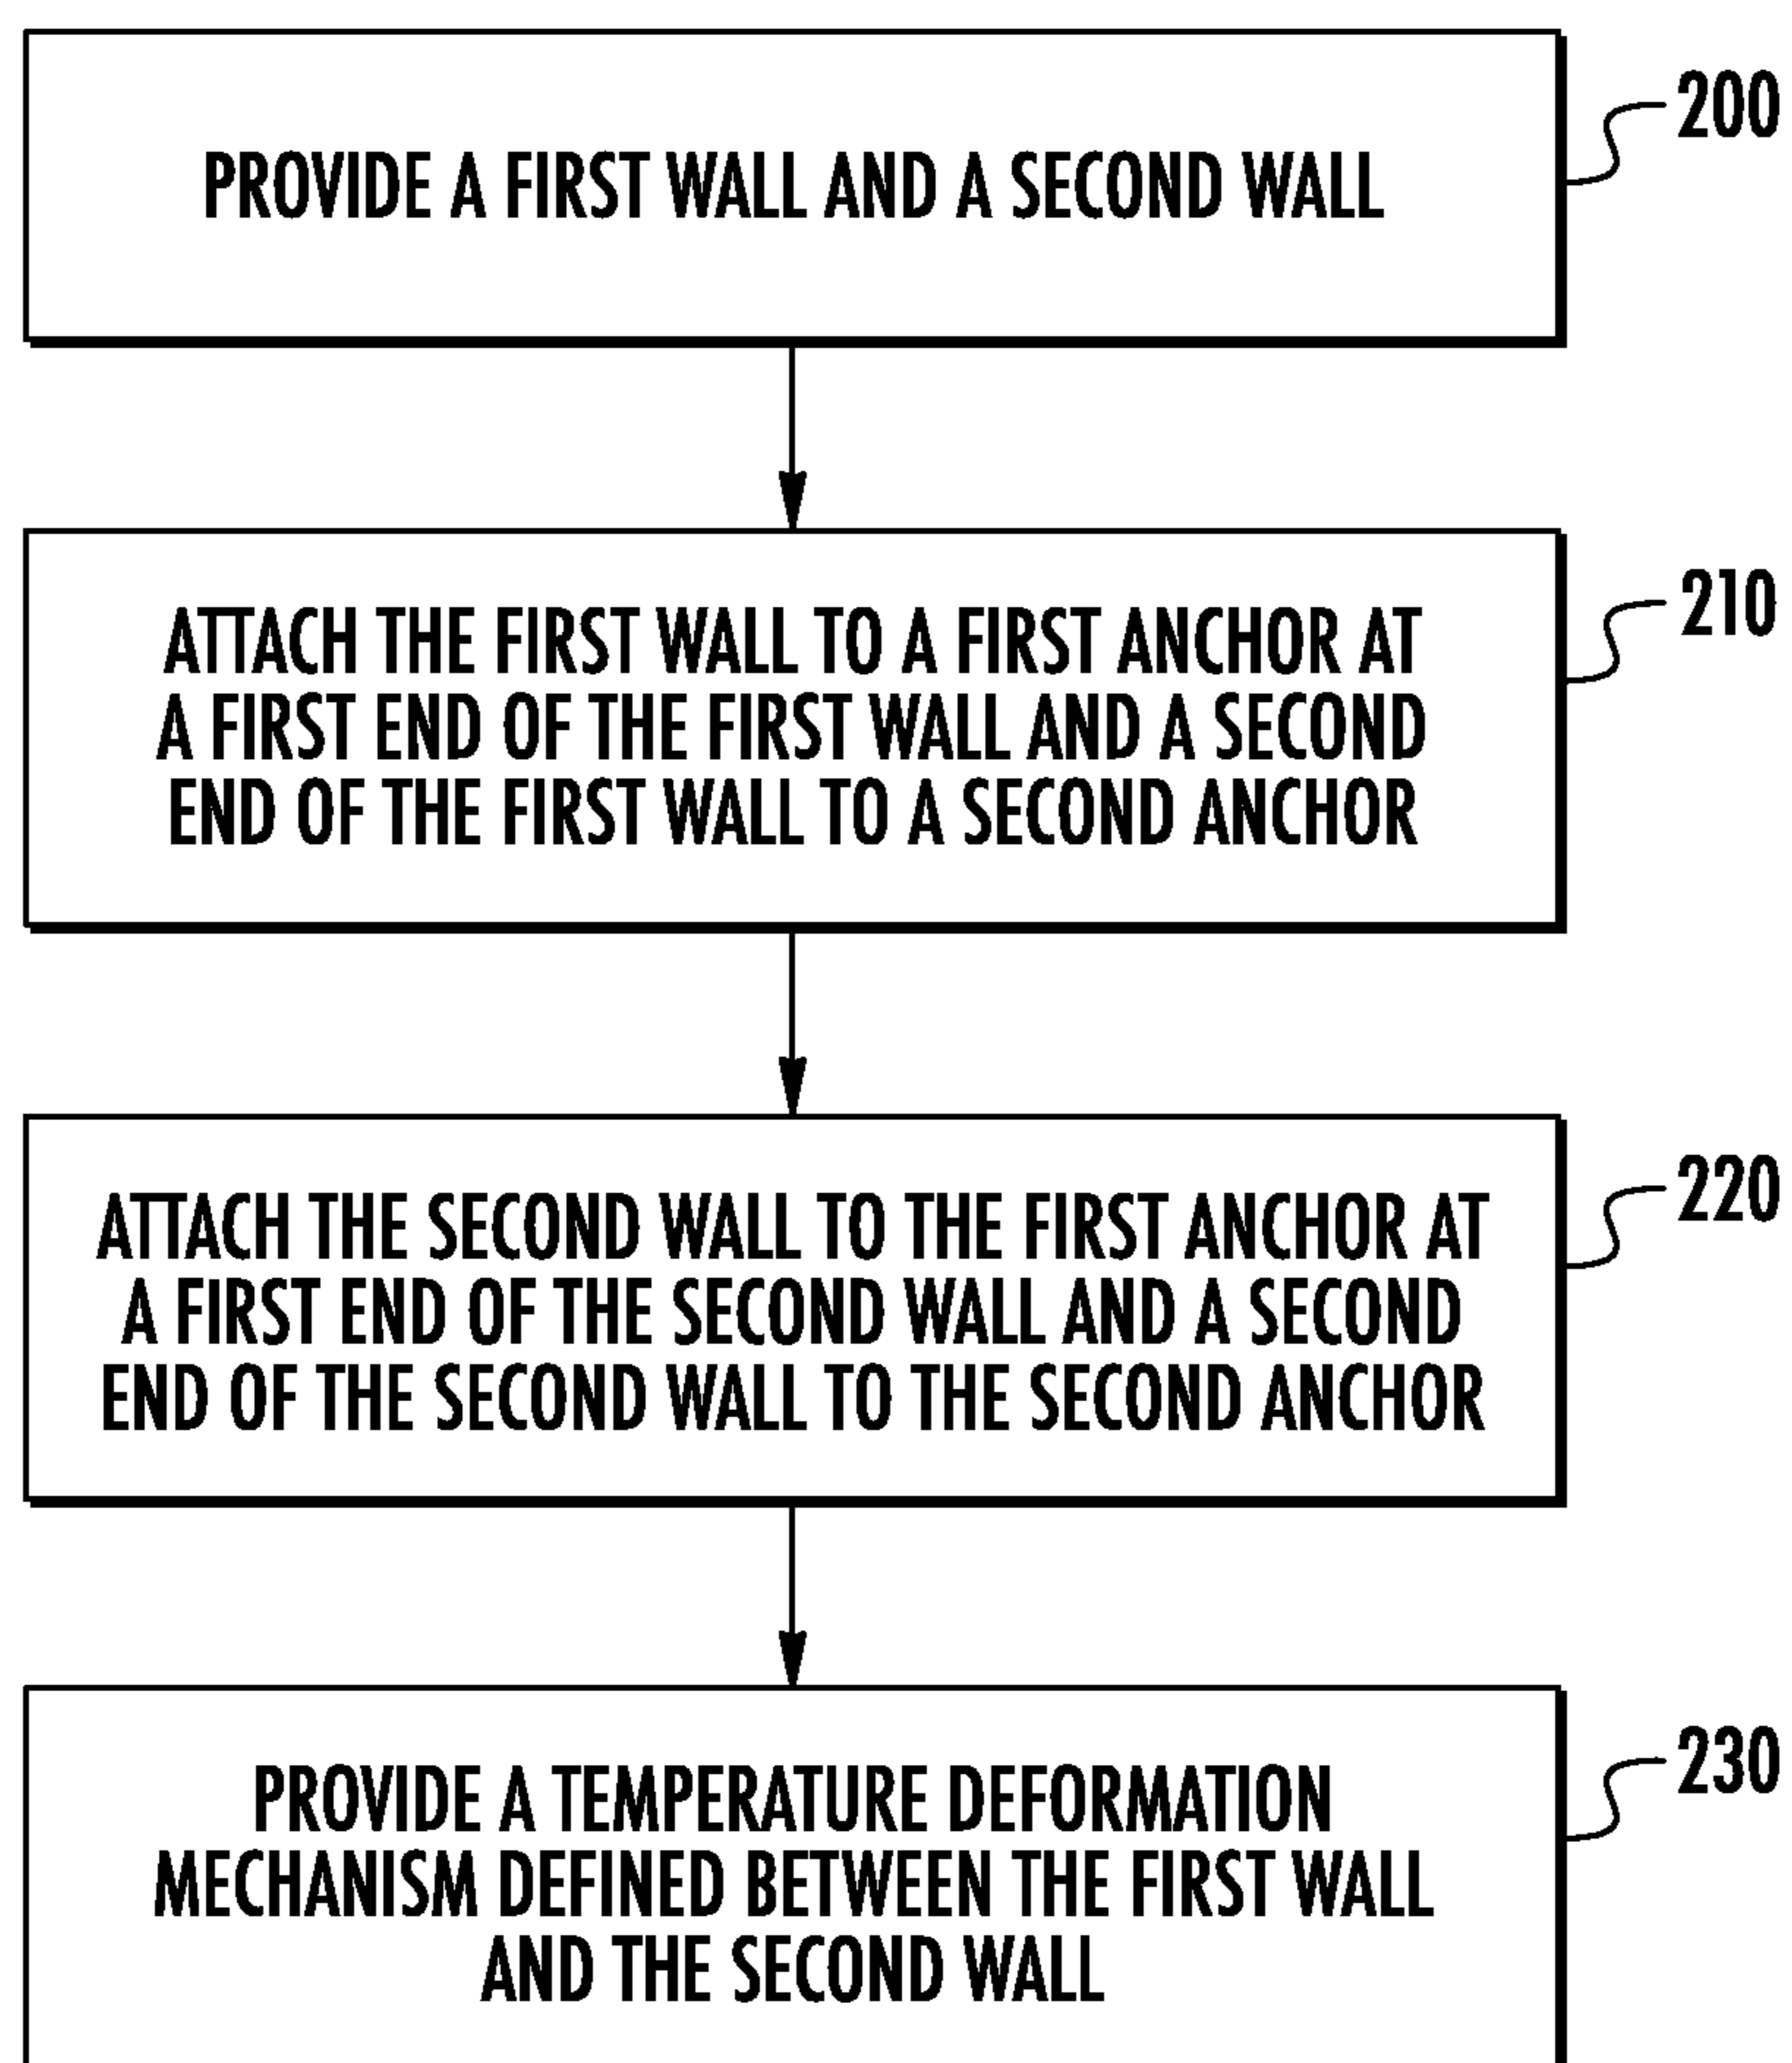 200
PROVIDE A FIRST WALL AND A SECOND WALL
210
ATTACH THE FIRST WALL TO A FIRST ANCHOR AT
A FIRST END OF THE FIRST WALL AND A SECOND
END OF THE FIRST WALL TO A SECOND ANCHOR
220
ATTACH THE SECOND WALL TO THE FIRST ANCHOR AT
A FIRST END OF THE SECOND WALL AND A SECOND
END OF THE SECOND WALL TO THE SECOND ANCHOR
230
PROVIDE A TEMPERATURE DEFORMATION
MECHANISM DEFINED BETWEEN THE FIRST WALL
AND THE SECOND WALL